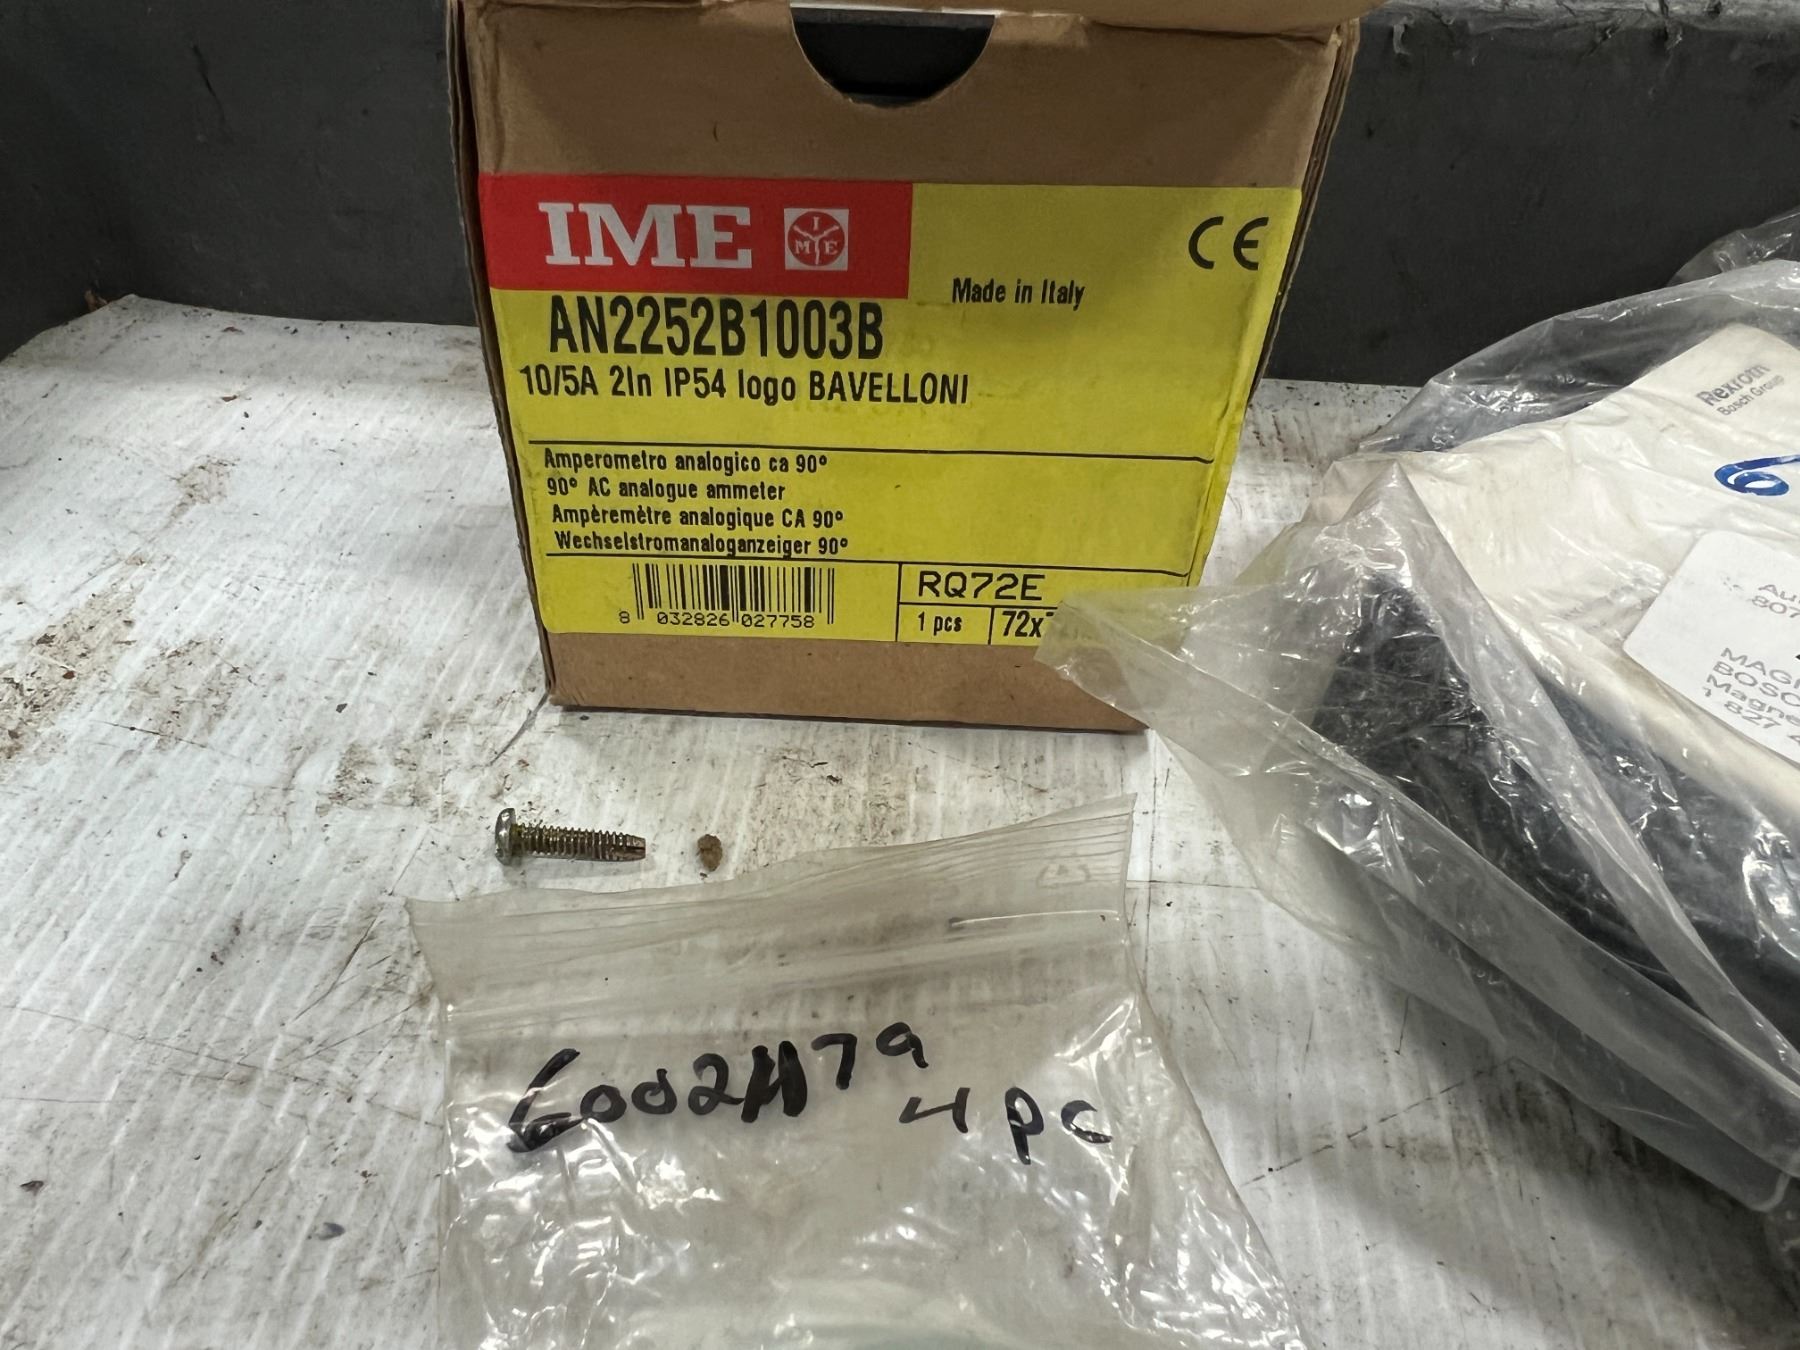 IME
I
M E
CE
Made in Italy
AN2252B1003B
10/5A 2In IP54 logo BAVELLONI
Amperometro analogico ca 90°
90° AC analogue ammeter
Ampèremètre analogique CA 90°
Wechselstromanaloganzeiger 90°
8 032826 027758
RQ72E
1 pcs
Rexroth
Bosch Group
6002H79
4 pc